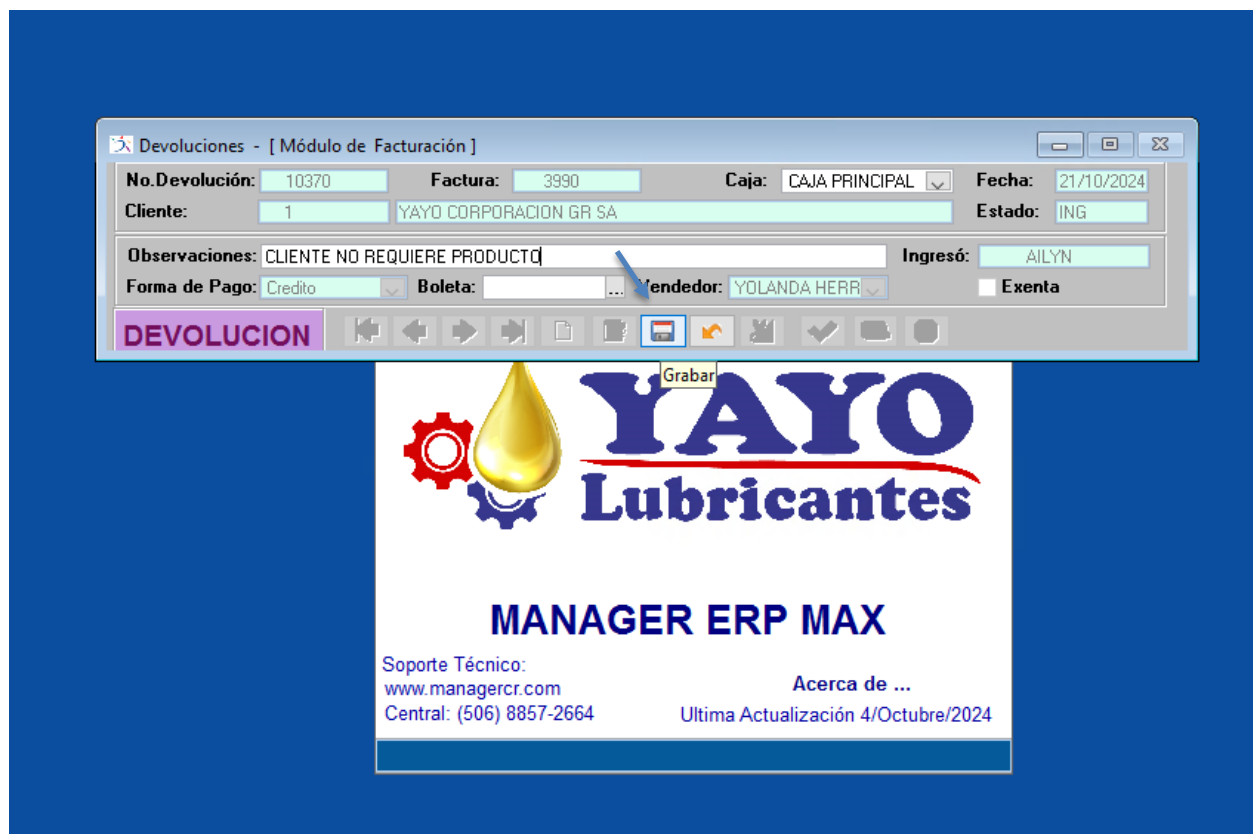 Devoluciones - [ Módulo de Facturación ]
No.Devolución: 10370 Factura: 3990 Caja: CAJA PRINCIPAL Fecha: 21/10/2024
Cliente: 1 YAYO CORPORACION GR SA Estado: ING
Observaciones: CLIENTE NO REQUIERE PRODUCTO Ingresó: AILYN
Forma de Pago: Credito Boleta: ... Vendedor: YOLANDA HERR Exenta
DEVOLUCION
Grabar
YAYO
Lubricantes
MANAGER ERP MAX
Soporte Técnico:
www.managercr.com Acerca de ...
Central: (506) 8857-2664 Ultima Actualización 4/Octubre/2024